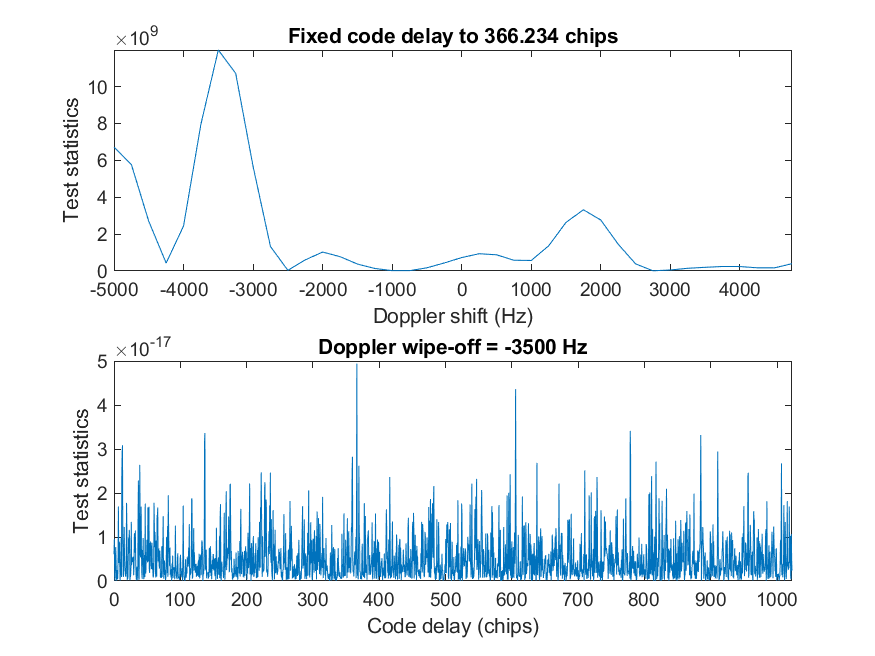 ×10⁹
Fixed code delay to 366.234 chips
10
8
6
4
2
0
Test statistics
-5000 -4000 -3000 -2000 -1000 0 1000 2000 3000 4000
Doppler shift (Hz)
×10⁻¹⁷
Doppler wipe-off = -3500 Hz
5
4
3
2
1
0
Test statistics
0 100 200 300 400 500 600 700 800 900 1000
Code delay (chips)